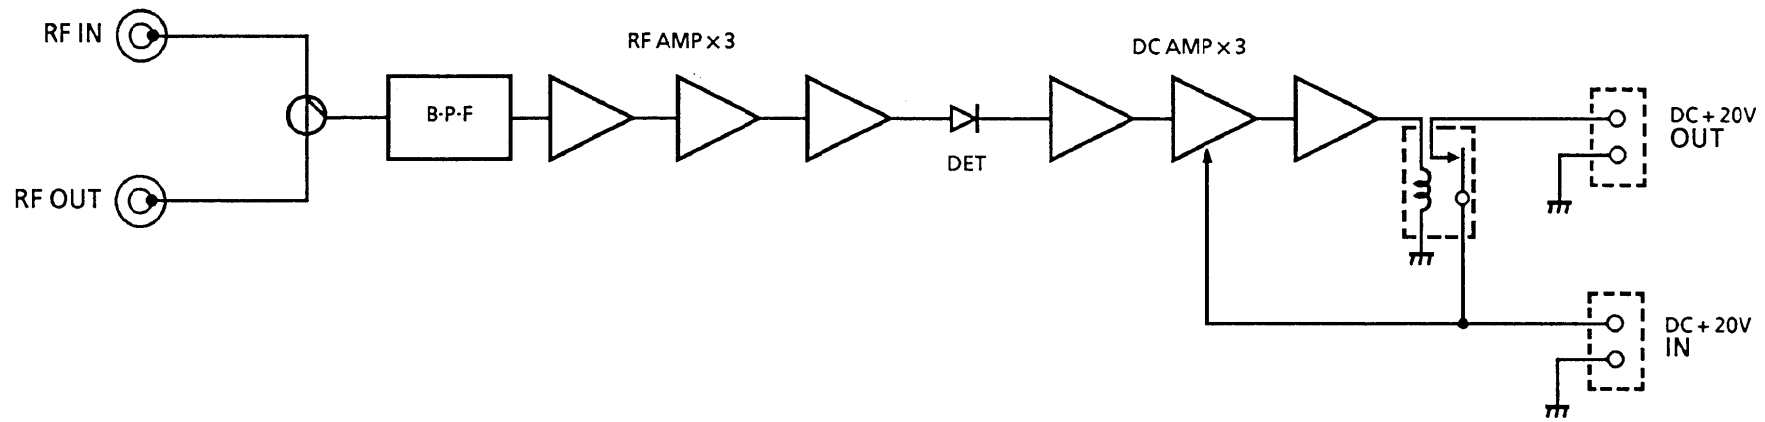 RF IN
RF AMP×3
DC AMP×3
B·P·F
DC+20V
OUT
DET
RF OUT
DC+20V
IN